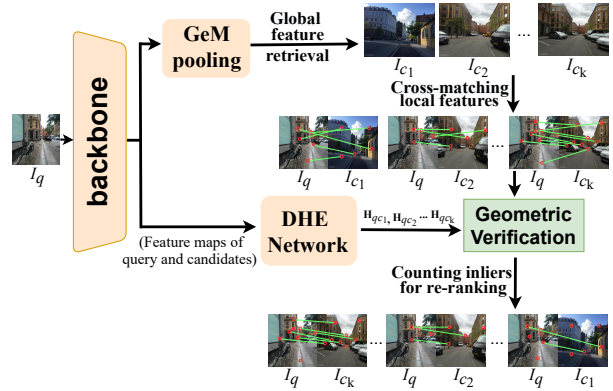 GeM
pooling
Global
feature
retrieval
I_{c_1} I_{c_2} ... I_{c_k}
Cross-matching
local features
backbone
I_q
I_q I_{c_1} I_q I_{c_2} ... I_q I_{c_k}
DHE
Network
H_{qc_1}, H_{qc_2} ... H_{qc_k}
Geometric
Verification
(Feature maps of
query and candidates)
Counting inliers
for re-ranking
I_q I_{c_k} ... I_q I_{c_2} ... I_q I_{c_1}